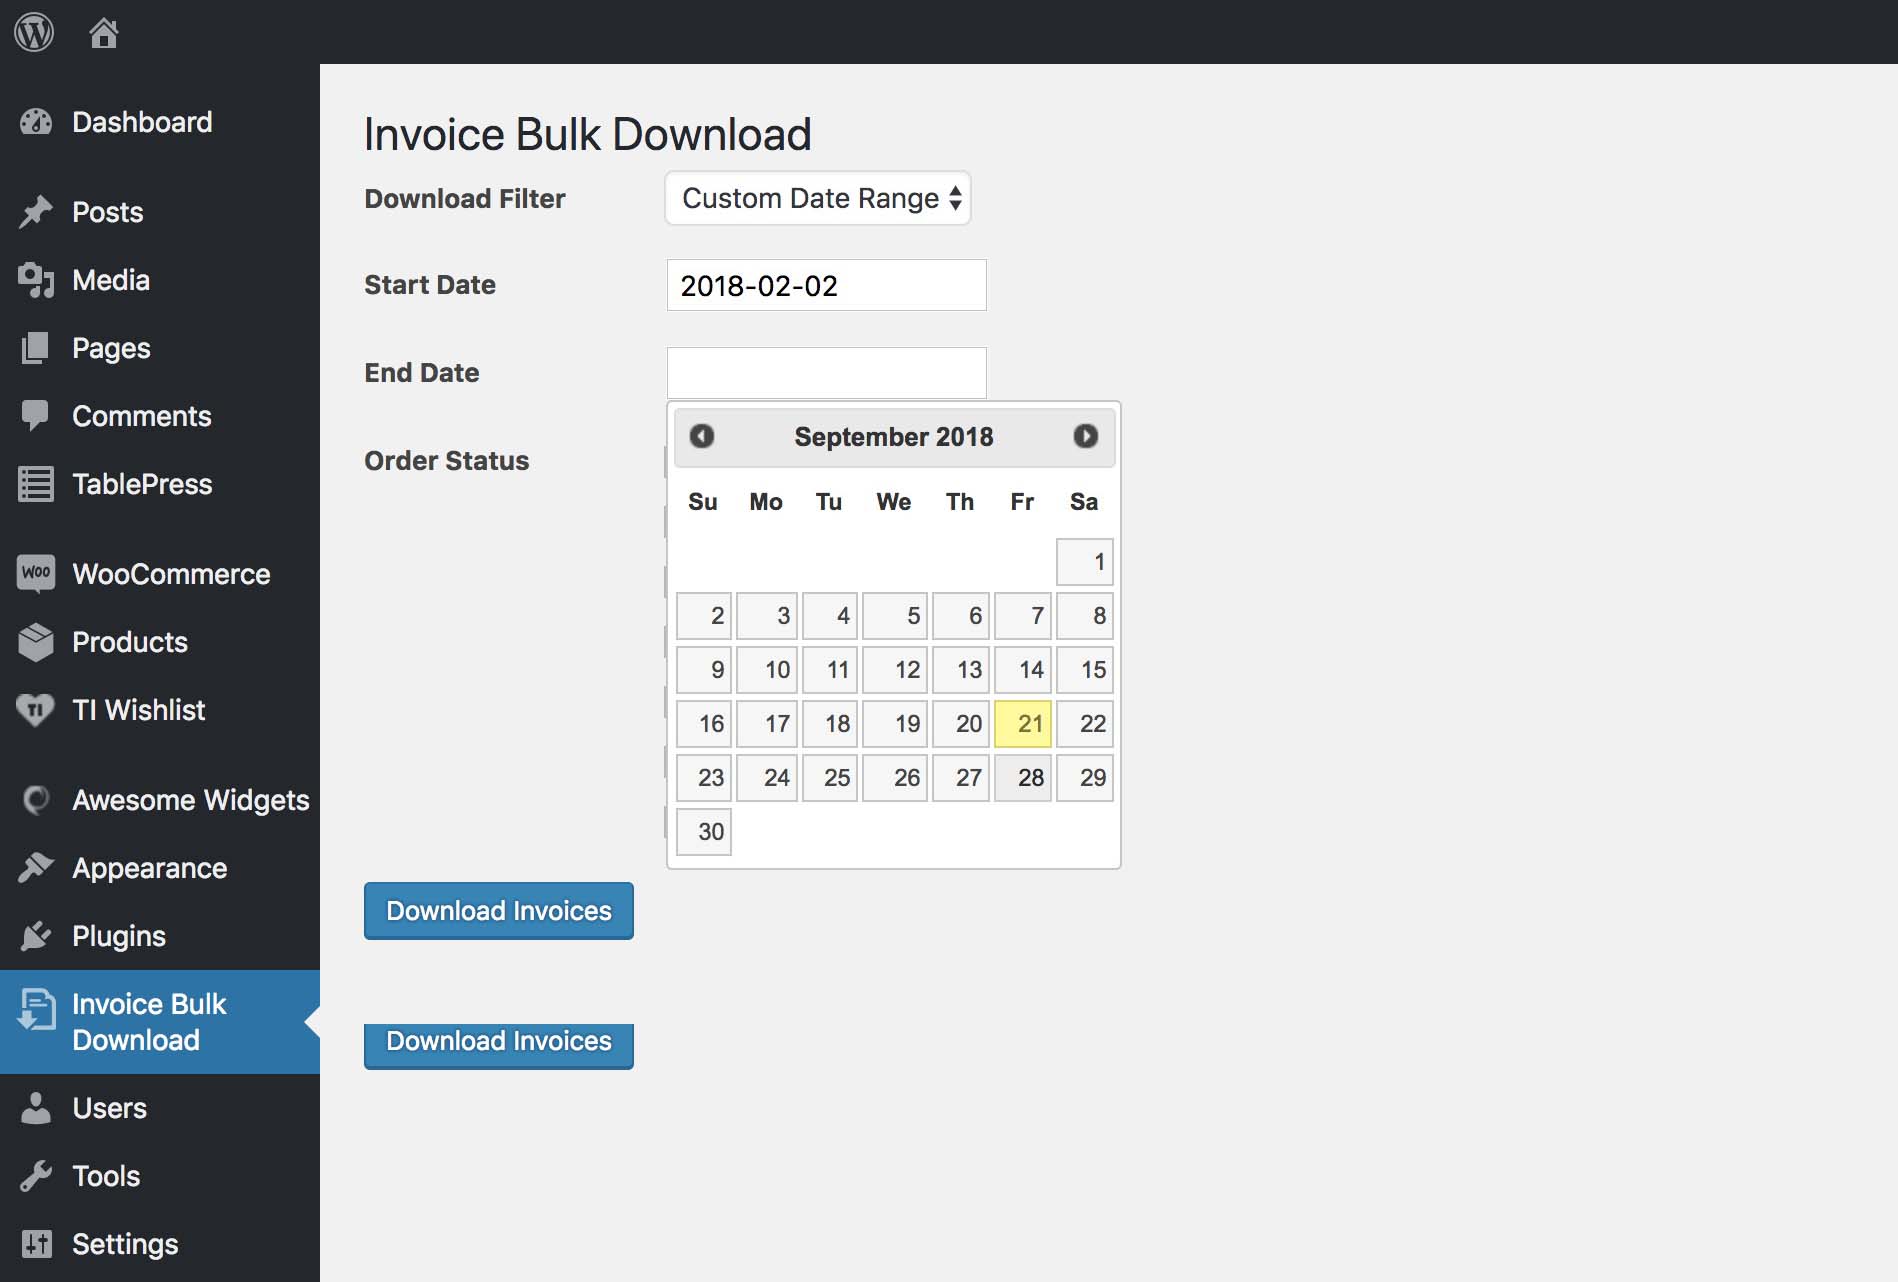 Dashboard
Posts
Media
Pages
Comments
TablePress
WOO WooCommerce
Products
TI TI Wishlist
Awesome Widgets
Appearance
Plugins
Invoice Bulk
Download
Users
Tools
Settings
Invoice Bulk Download
Download Filter Custom Date Range
Start Date 2018-02-02
End Date
Order Status
September 2018
Su Mo Tu We Th Fr Sa
1
2 3 4 5 6 7 8
9 10 11 12 13 14 15
16 17 18 19 20 21 22
23 24 25 26 27 28 29
30
Download Invoices
Download Invoices